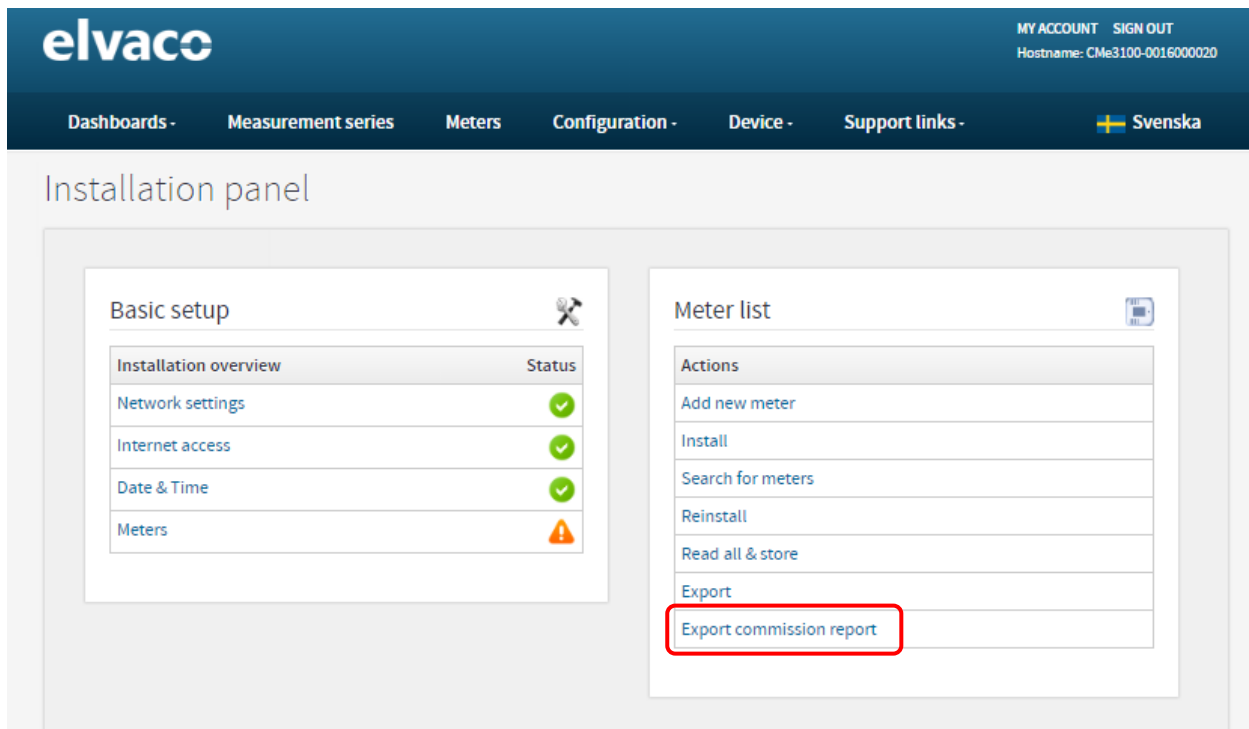 elvaco
MY ACCOUNT SIGN OUT
Hostname: CMe3100-0016000020
Dashboards - Measurement series Meters Configuration - Device - Support links - Svenska
Installation panel
Basic setup
Installation overview Status
Network settings
Internet access
Date & Time
Meters
Meter list
Actions
Add new meter
Install
Search for meters
Reinstall
Read all & store
Export
Export commission report